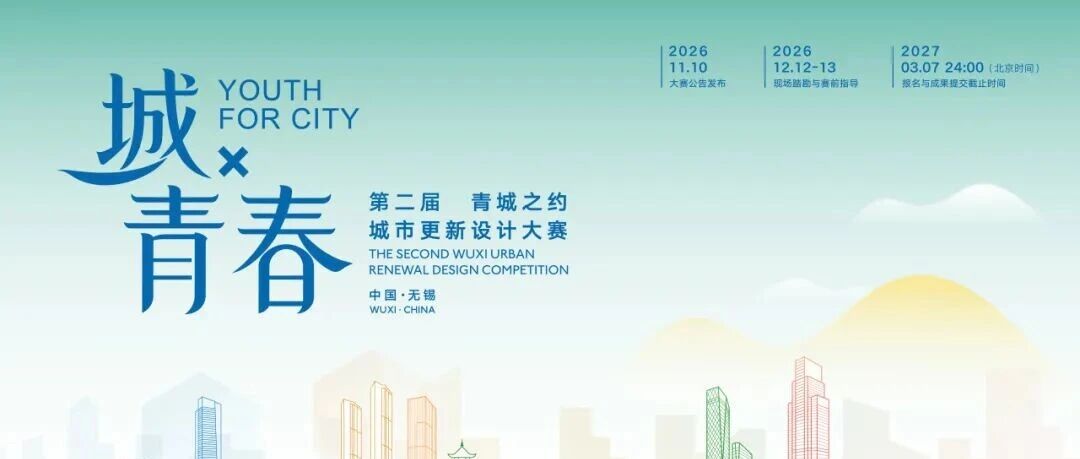 城×青春
YOUTH
FOR CITY
第二届 青城之约
城市更新设计大赛
THE SECOND WUXI URBAN
RENEWAL DESIGN COMPETITION
中国·无锡
WUXI·CHINA
2026
11.10
大赛公告发布
2026
12.12-13
现场踏勘与赛前指导
2027
03.07 24:00（北京时间）
报名与成果提交截止时间